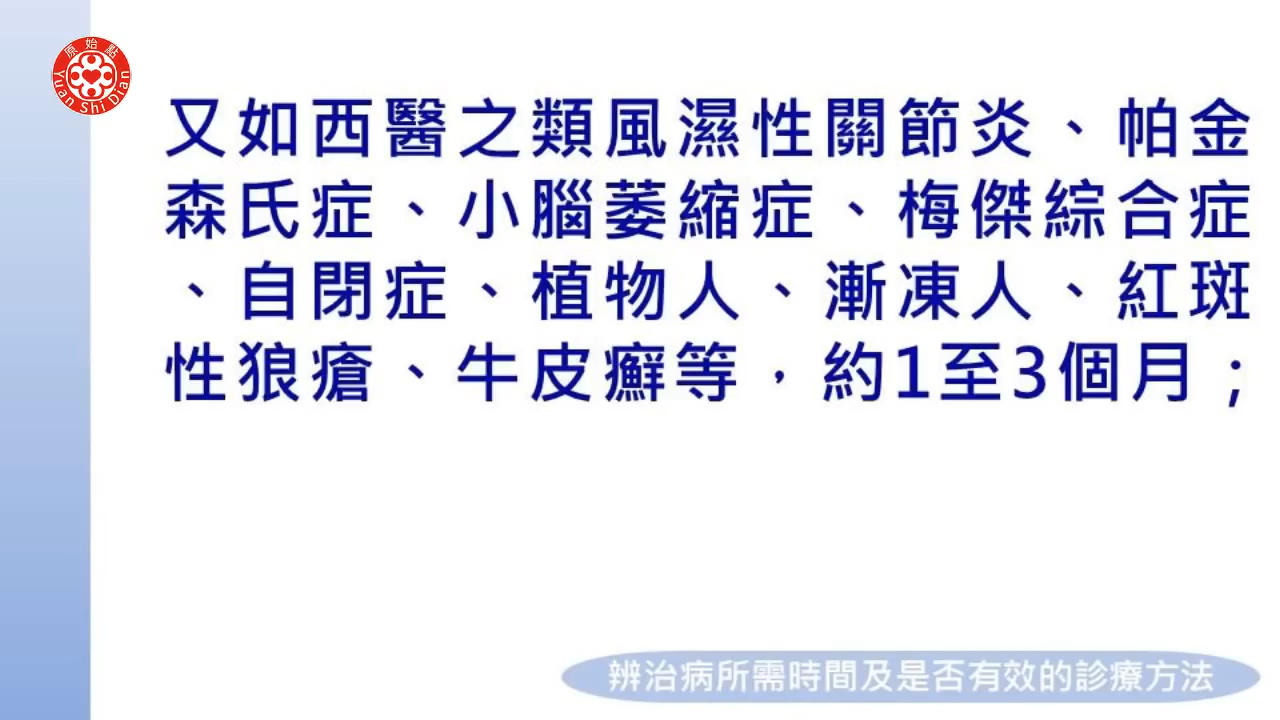 原始點
Yuan Shi Dian
又如西醫之類風濕性關節炎、帕金
森氏症、小腦萎縮症、梅傑綜合症
、自閉症、植物人、漸凍人、紅斑
性狼瘡、牛皮癬等，約1至3個月；
辨治病所需時間及是否有效的診療方法